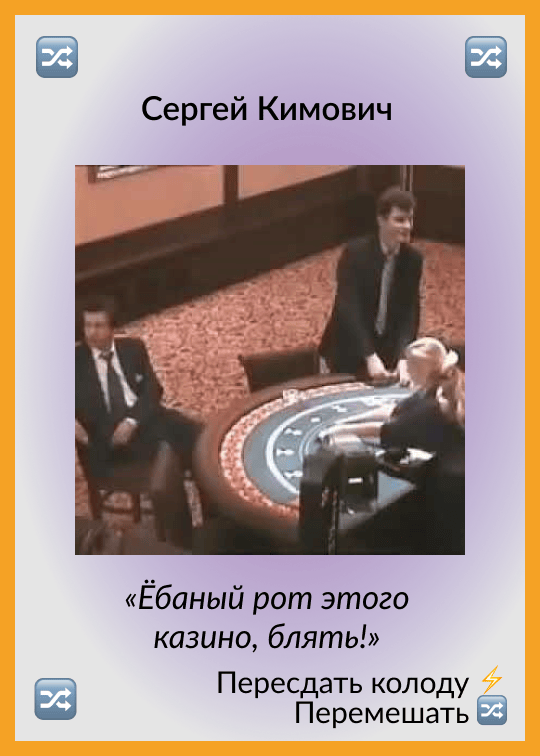 Сергей Кимович
«Ёбаный рот этого
казино, блять!»
Пересдать колоду ⚡
Перемешать 🔀